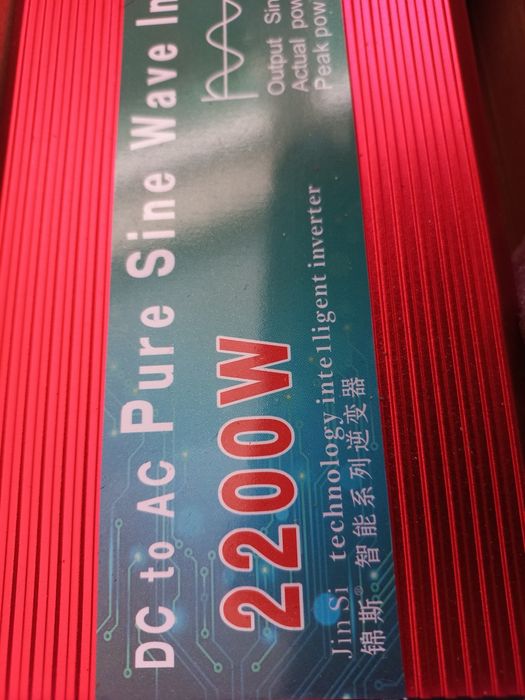 DC to AC Pure Sine Wave In
2200W
Jin Si technology inte1ligent inverter
锦斯® 智能系列逆变器
Output Sin
Actual pow
Peak pow